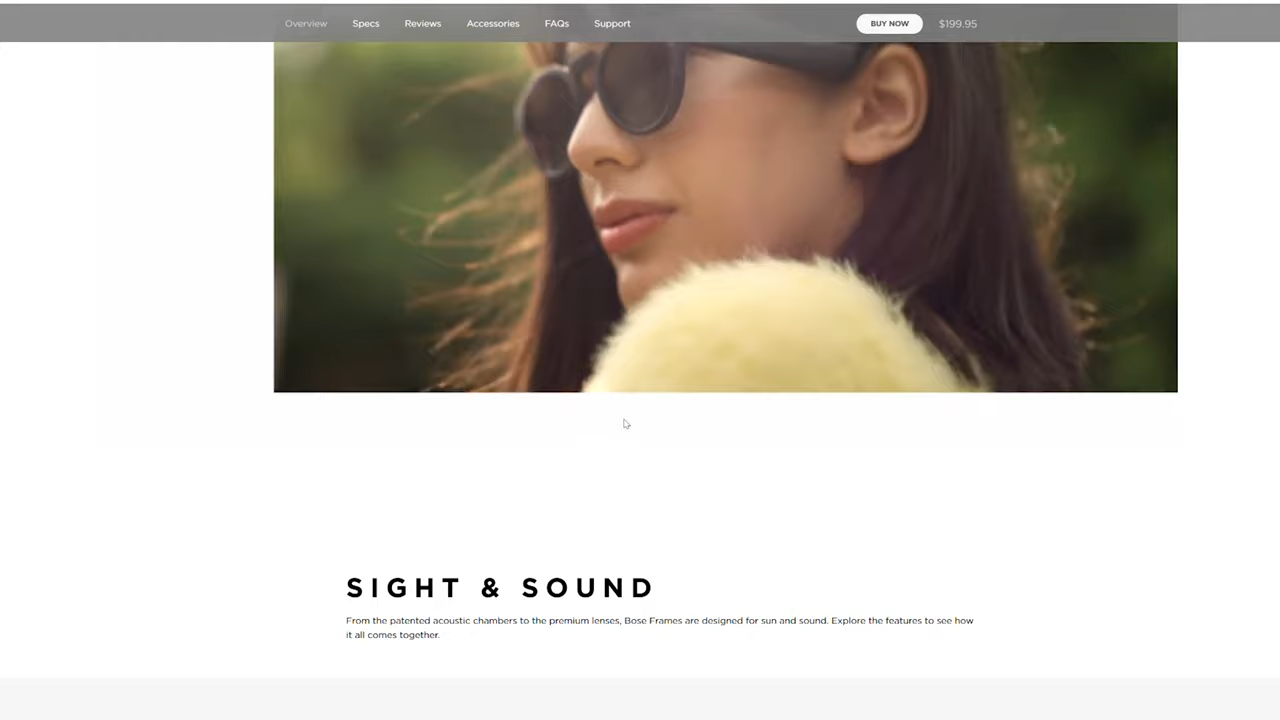 Overview Specs Reviews Accessories FAQs Support BUY NOW $199.95
SIGHT & SOUND
From the patented acoustic chambers to the premium lenses, Bose Frames are designed for sun and sound. Explore the features to see how
it all comes together.